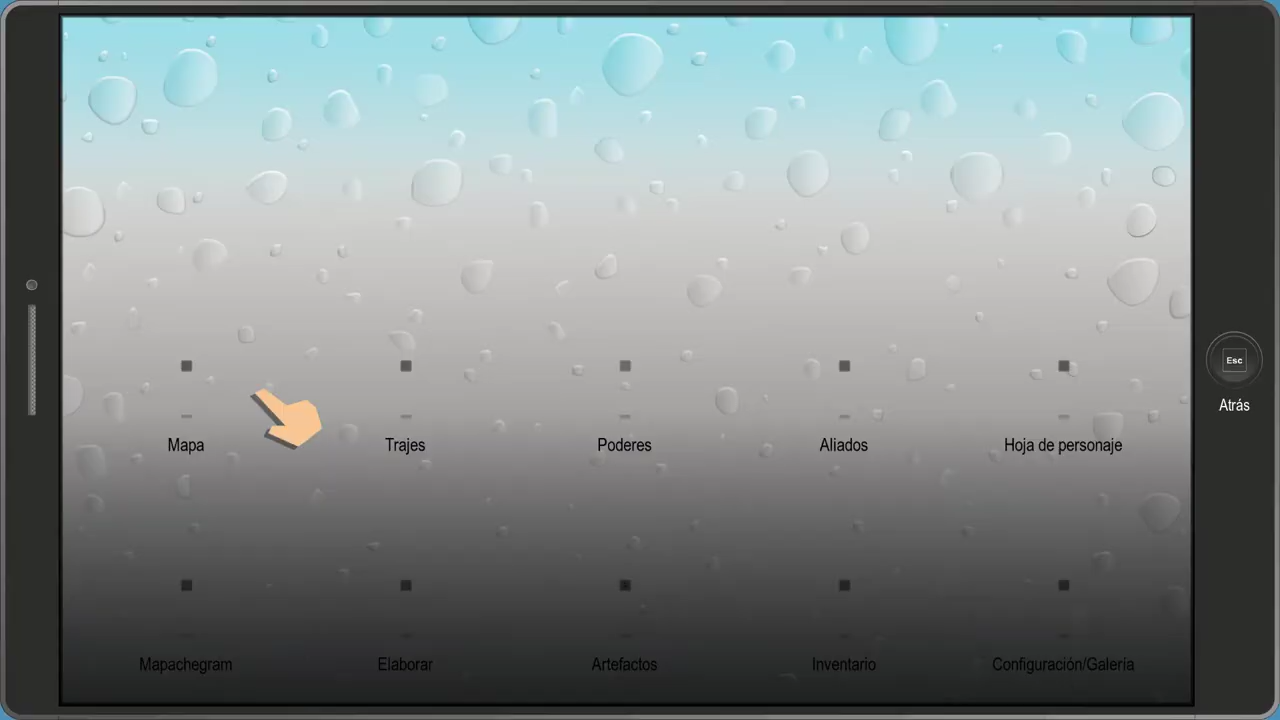 Esc
Atrás
Mapa
Trajes
Poderes
Aliados
Hoja de personaje
Mapachegram
Elaborar
Artefactos
Inventario
Configuración/Galería